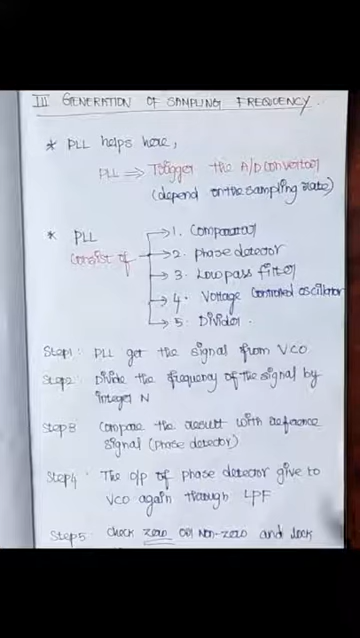 III GENERATION OF SAMPLING FREQUENCY.
* PLL helps here,
PLL ⇒ Trigger the A/D Convertor
(depend on the sampling rate)
* PLL consist of
→ 1. Comparator
→ 2. Phase detector
→ 3. Low pass filter
→ 4. Voltage Controlled oscillator
→ 5. Divider.
Step1: PLL get the signal from VCO
Step2: Divide the frequency of the signal by
integer N
Step3: Compare the result with reference
signal (phase detector)
Step4: The o/p of phase detector give to
VCO again through LPF
Step5: Check zero or non-zero and lock